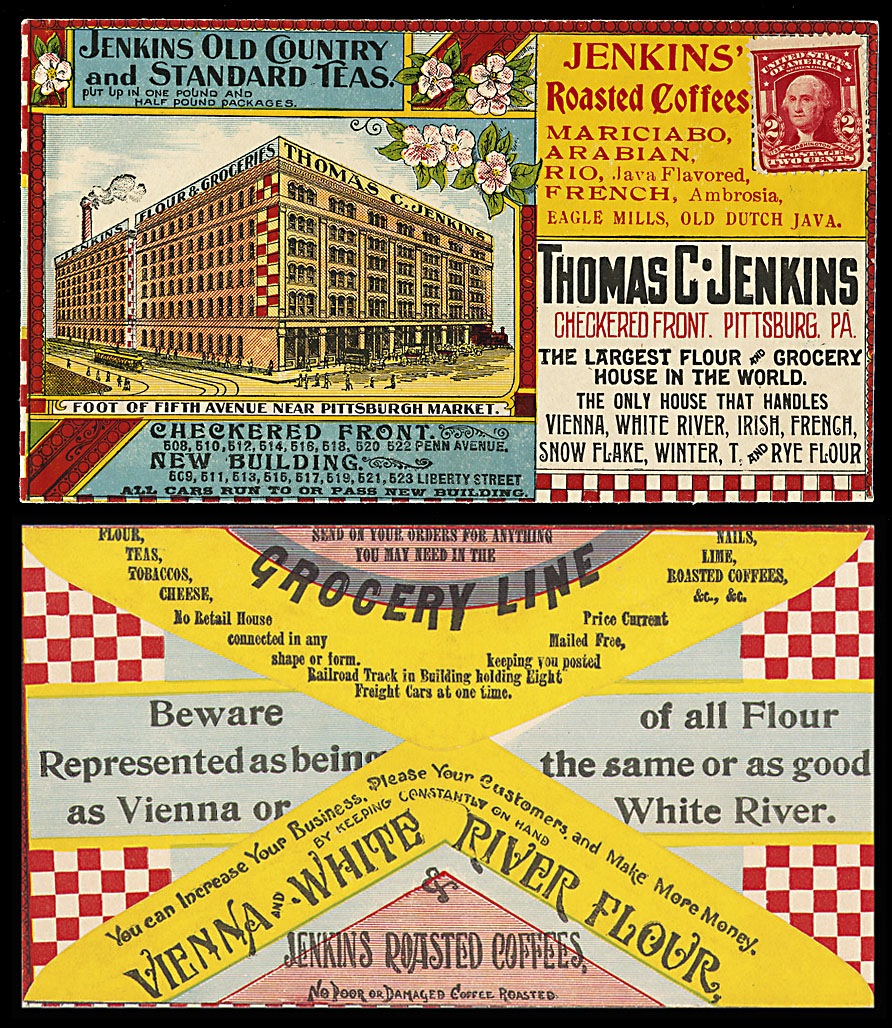 JENKINS OLD COUNTRY
and STANDARD TEAS.
PUT UP IN ONE POUND AND
HALF POUND PACKAGES.
JENKINS'
Roasted Coffees
MARICIABO,
ARABIAN,
RIO, Java Flavored,
FRENCH, Ambrosia,
EAGLE MILLS, OLD DUTCH JAVA.
UNITED STATES
OF AMERICA
2 2
WASHINGTON
POSTAGE
TWO CENTS
JENKINS FLOUR & GROCERIES THOMAS C. JENKINS
FOOT OF FIFTH AVENUE NEAR PITTSBURGH MARKET.
CHECKERED FRONT.
508, 510, 512, 514, 516, 518, 520 522 PENN AVENUE.
NEW BUILDING.
509, 511, 513, 515, 517, 519, 521, 523 LIBERTY STREET
ALL CARS RUN TO OR PASS NEW BUILDING.
THOMAS C. JENKINS
CHECKERED FRONT. PITTSBURG. PA.
THE LARGEST FLOUR AND GROCERY
HOUSE IN THE WORLD.
THE ONLY HOUSE THAT HANDLES
VIENNA, WHITE RIVER, IRISH, FRENCH,
SNOW FLAKE, WINTER, T. AND RYE FLOUR
SEND ON YOUR ORDERS FOR ANYTHING
YOU MAY NEED IN THE
GROCERY LINE
FLOUR,
TEAS,
TOBACCOS,
CHEESE,
NAILS,
LIME,
ROASTED COFFEES,
&c., &c.
No Retail House
connected in any
shape or form.
Price Current
Mailed Free,
keeping you posted
Railroad Track in Building holding Eight
Freight Cars at one time.
Beware of all Flour
Represented as being the same or as good
as Vienna or White River.
You can Increase Your Business, Please Your Customers, and Make More Money.
BY KEEPING CONSTANTLY ON HAND
VIENNA AND WHITE RIVER FLOUR,
&
JENKINS ROASTED COFFEES,
NO POOR OR DAMAGED COFFEE ROASTED.